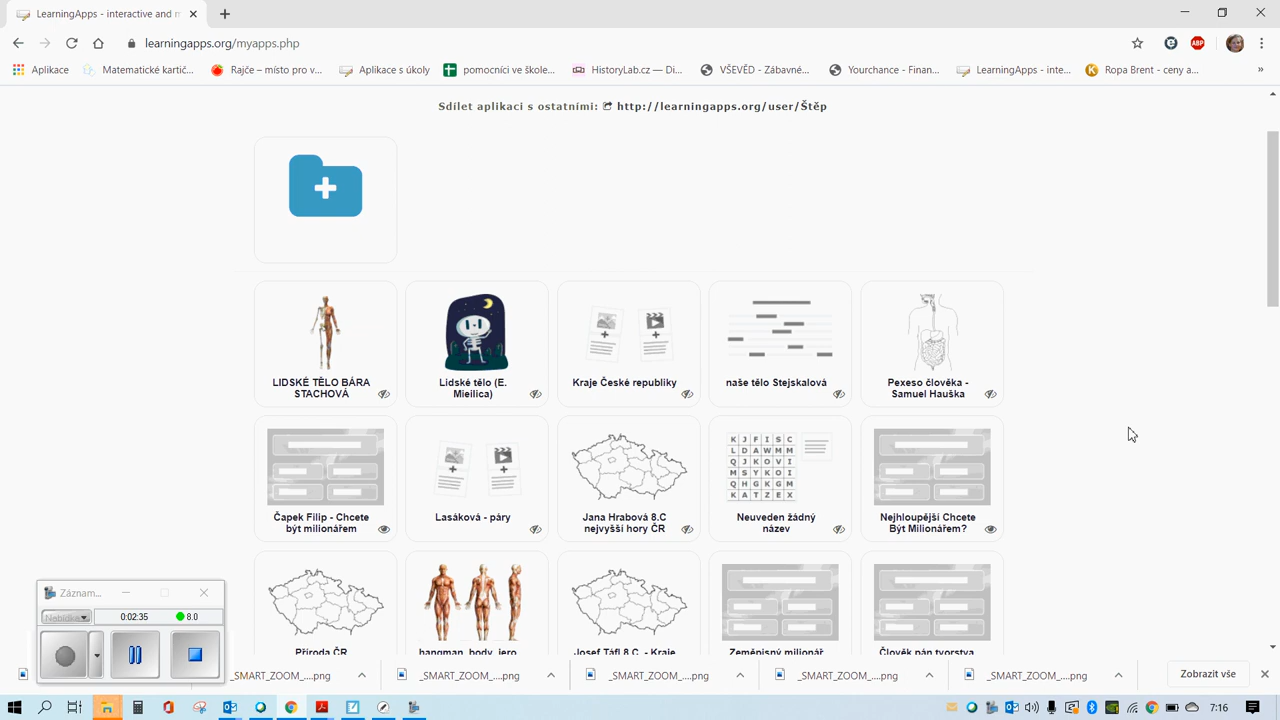 LearningApps - interactive and m
learningapps.org/myapps.php
ABP
Aplikace
Matematické kartič...
Rajče – místo pro v...
Aplikace s úkoly
pomocníci ve škole...
HistoryLab.cz — Di...
VŠEVĚD - Zábavné...
Yourchance - Finan...
LearningApps - inte...
Ropa Brent - ceny a...
»
Sdílet aplikaci s ostatními: http://learningapps.org/user/Štěp
LIDSKÉ TĚLO BÁRA
STACHOVÁ
Lidské tělo (E.
Mieilica)
Kraje České republiky
naše tělo Stejskalová
Pexeso člověka -
Samuel Hauška
Čapek Filip - Chcete
být milionářem
Lasáková - páry
Jana Hrabová 8.C
nejvyšší hory ČR
K J F I S C
L D A W M M
Q J K O V I
M S Y K O I
Q H G K G M
K A T Z E X
Neuveden žádný
název
Nejhloupější Chcete
Být Milionářem?
Příroda ČR
hangman, body, jero
Josef Táfl 8.C. - Kraje
Zeměpisný milionář
Člověk pán tvorstva
Záznam...
Nabídka
0:02:35
8.0
_SMART_ZOOM_....png
_SMART_ZOOM_....png
_SMART_ZOOM_....png
_SMART_ZOOM_....png
_SMART_ZOOM_....png
Zobrazit vše
7:16